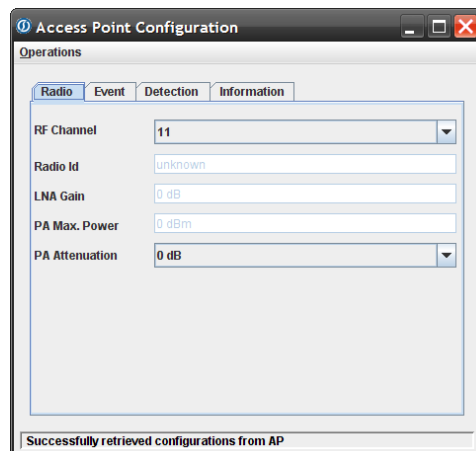 Access Point Configuration
Operations
Radio Event Detection Information
RF Channel 11
Radio Id unknown
LNA Gain 0 dB
PA Max. Power 0 dBm
PA Attenuation 0 dB
Successfully retrieved configurations from AP